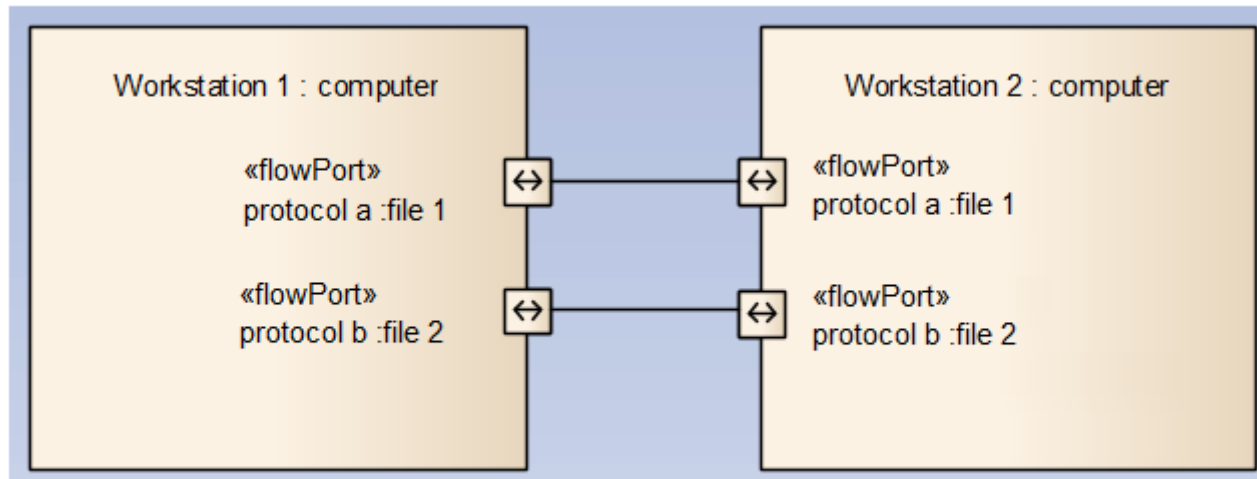 Workstation 1 : computer
«flowPort»
protocol a :file 1
«flowPort»
protocol b :file 2
Workstation 2 : computer
«flowPort»
protocol a :file 1
«flowPort»
protocol b :file 2